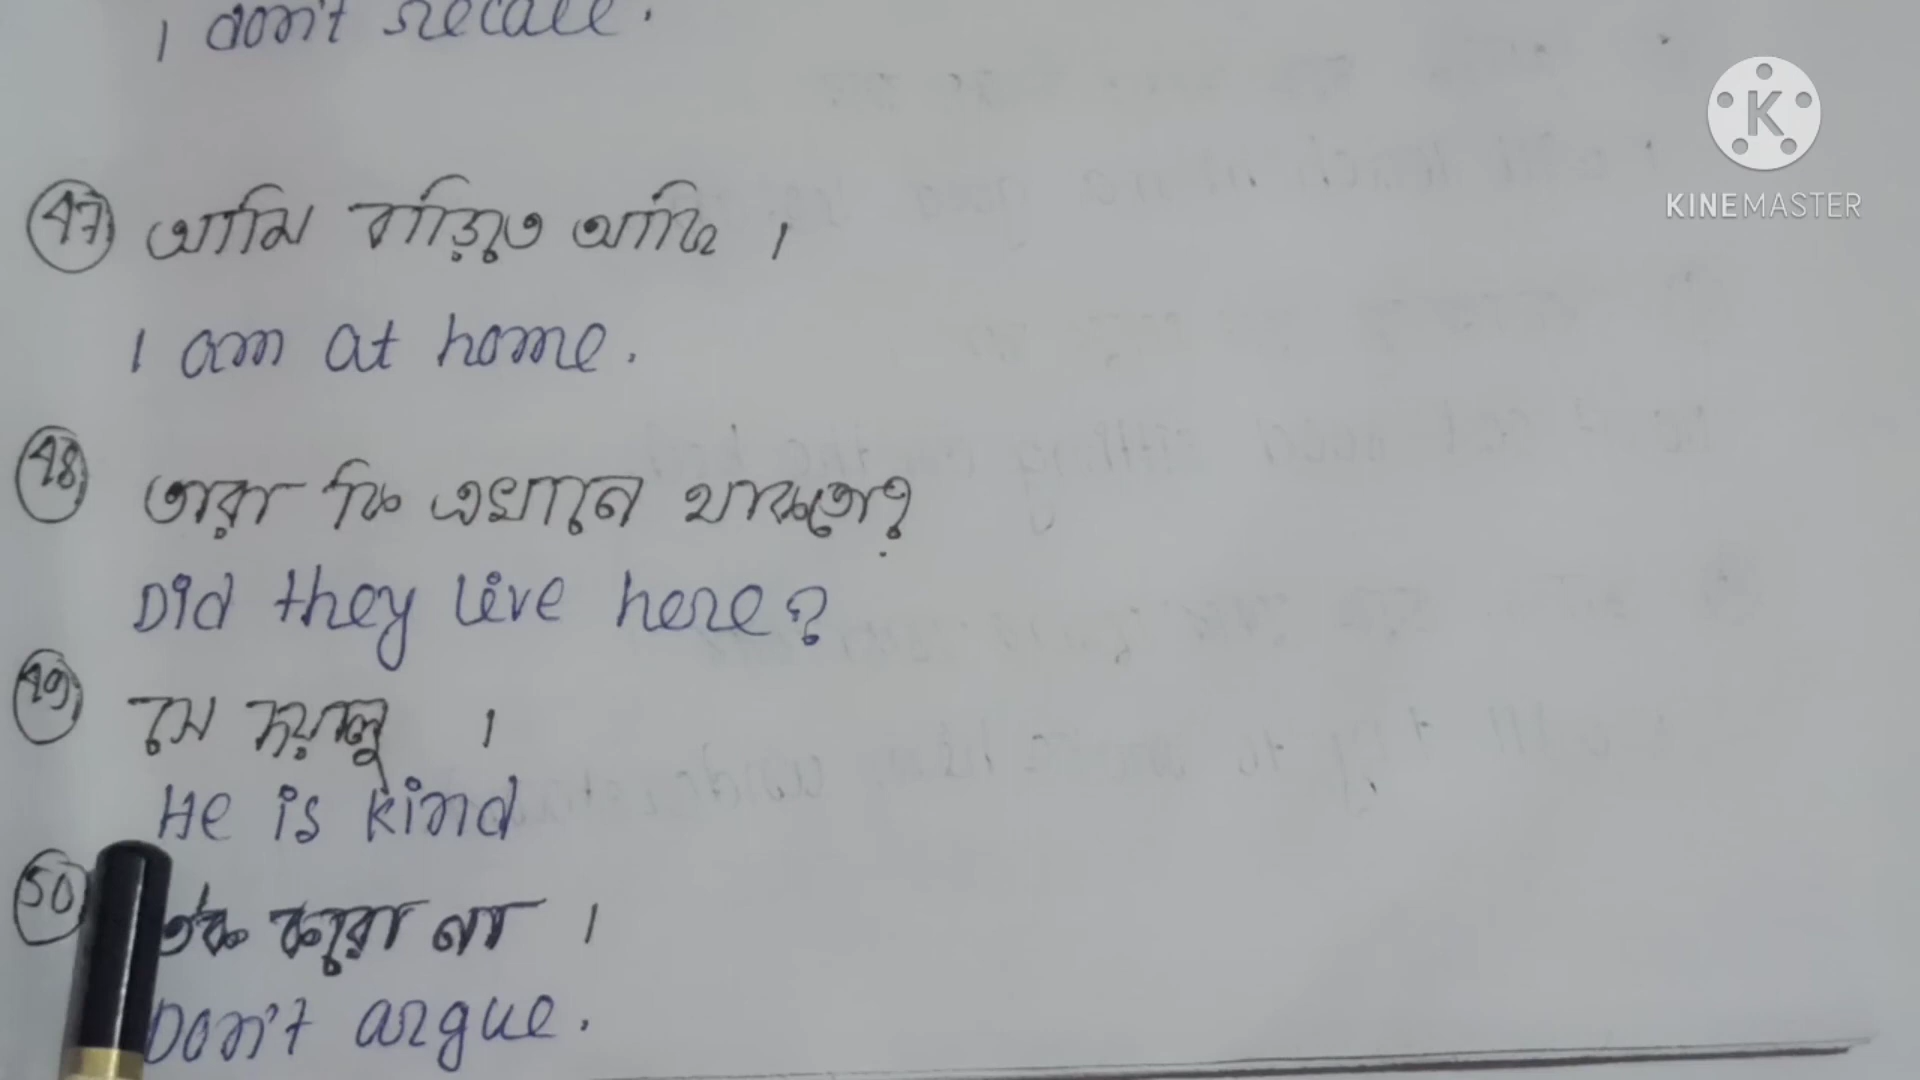 I don't recall.
47 আমি বাড়িতে আছি ।
I am at home.
48 তারা কি এখানে থাকতো?
Did they live here?
49 সে দয়ালু ।
He is kind
50 তর্ক করো না ।
Don't argue.
K
KINEMASTER